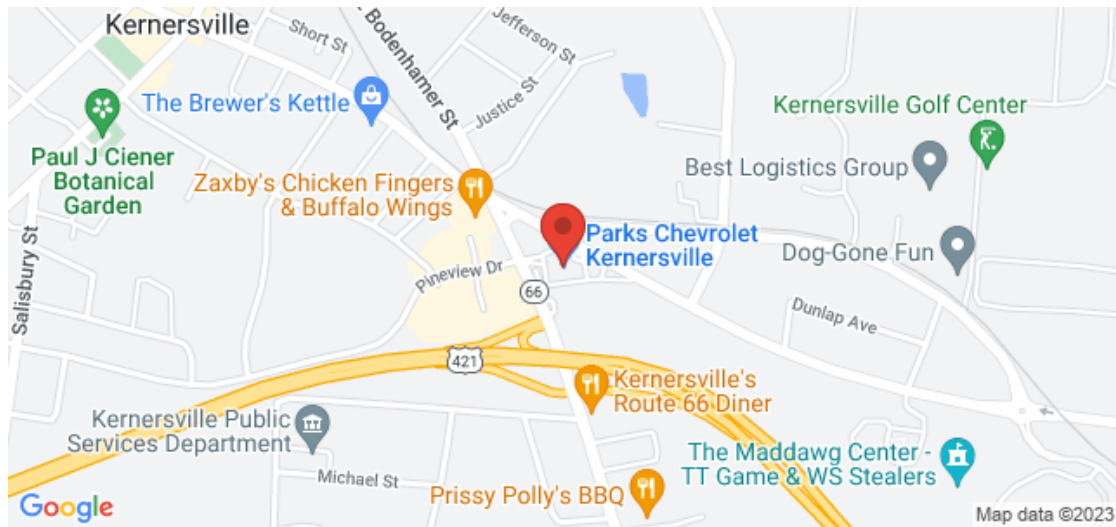 Kernersville
Short St
Bodenhamer St
Jefferson St
Justice St
The Brewer's Kettle
Kernersville Golf Center
Paul J Ciener
Botanical
Garden
Zaxby's Chicken Fingers
& Buffalo Wings
Best Logistics Group
Parks Chevrolet
Kernersville
Dog-Gone Fun
Salisbury St
Pineview Dr
66
Dunlap Ave
421
Kernersville's
Route 66 Diner
Kernersville Public
Services Department
The Maddawg Center -
TT Game & WS Stealers
Michael St
Prissy Polly's BBQ
Google
Map data ©2023